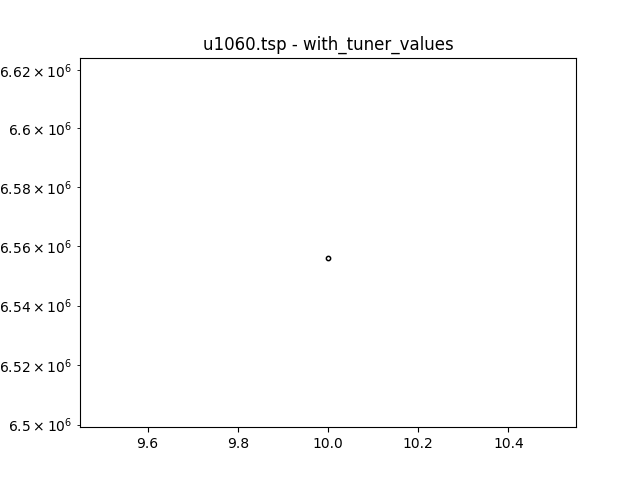 u1060.tsp - with_tuner_values
6.62 × 10⁶
6.6 × 10⁶
6.58 × 10⁶
6.56 × 10⁶
6.54 × 10⁶
6.52 × 10⁶
6.5 × 10⁶
9.6 9.8 10.0 10.2 10.4